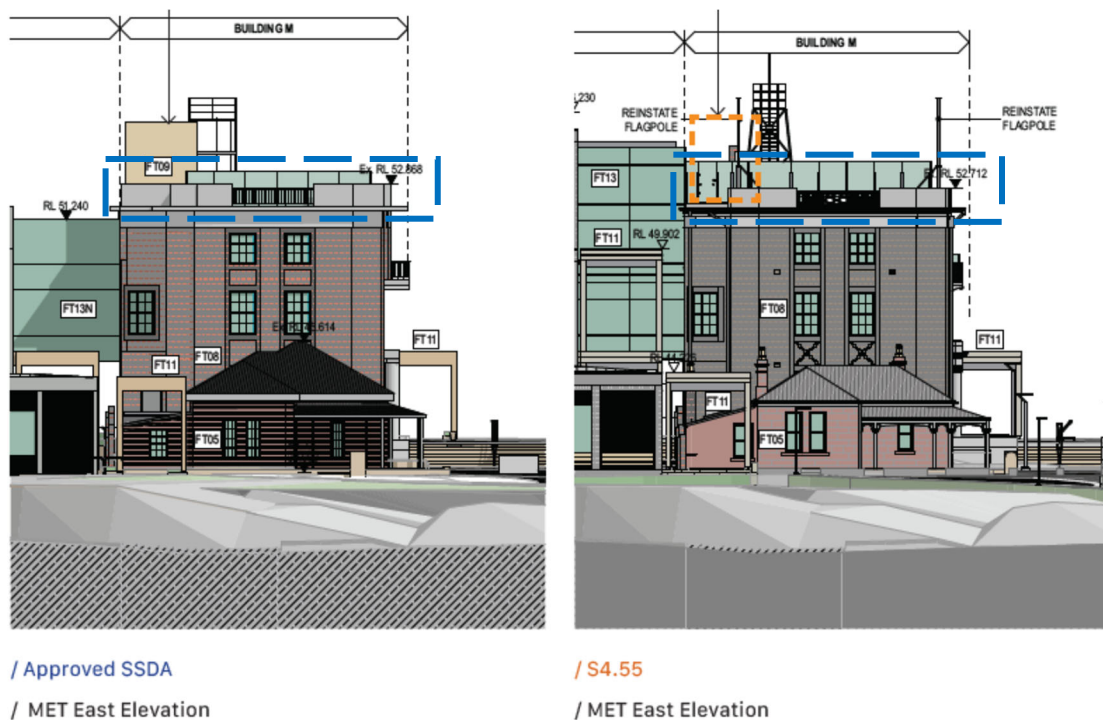 BUILDING M
FT09
Ex. RL 52.868
RL 51.240
FT13N
FT11
FT08
FT11
FT05
/ Approved SSDA
/ MET East Elevation
BUILDING M
.230
REINSTATE
FLAGPOLE
REINSTATE
FLAGPOLE
FT13
RL 52.712
FT11
RL 49.902
FT08
FT11
FT11
FT05
/ S4.55
/ MET East Elevation